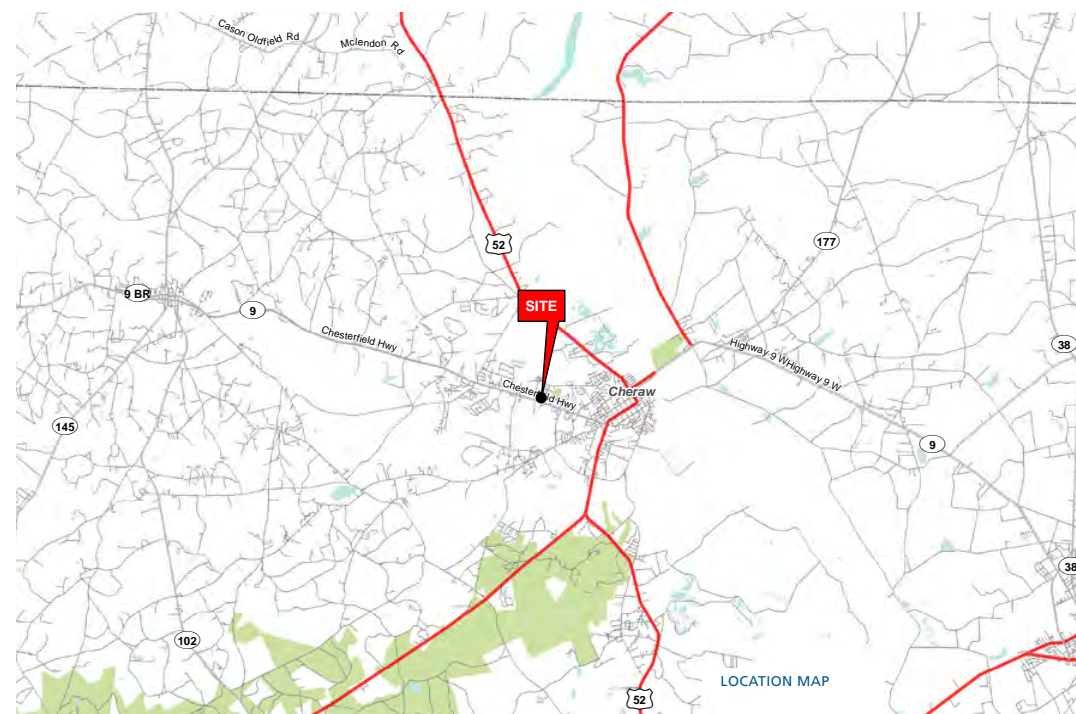 Cason Oldfield Rd
Mclendon Rd
52
177
9 BR
SITE
9
Chesterfield Hwy
Highway 9 W
Highway 9 W
38
Chesterfield Hwy
Cheraw
145
9
38
102
LOCATION MAP
52